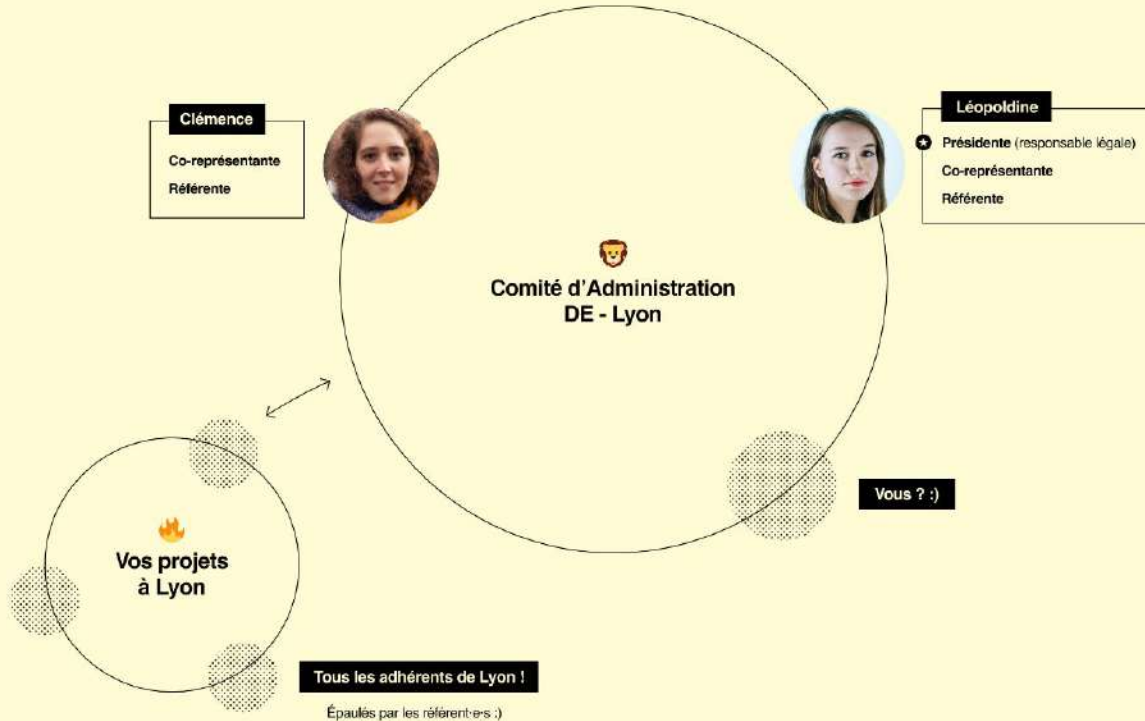 Clémence
Co-représentante
Référente
Léopoldine
Présidente (responsable légale)
Co-représentante
Référente
Comité d'Administration
DE - Lyon
Vous ? :)
Vos projets
à Lyon
Tous les adhérents de Lyon !
Épaulés par les référent·e·s :)